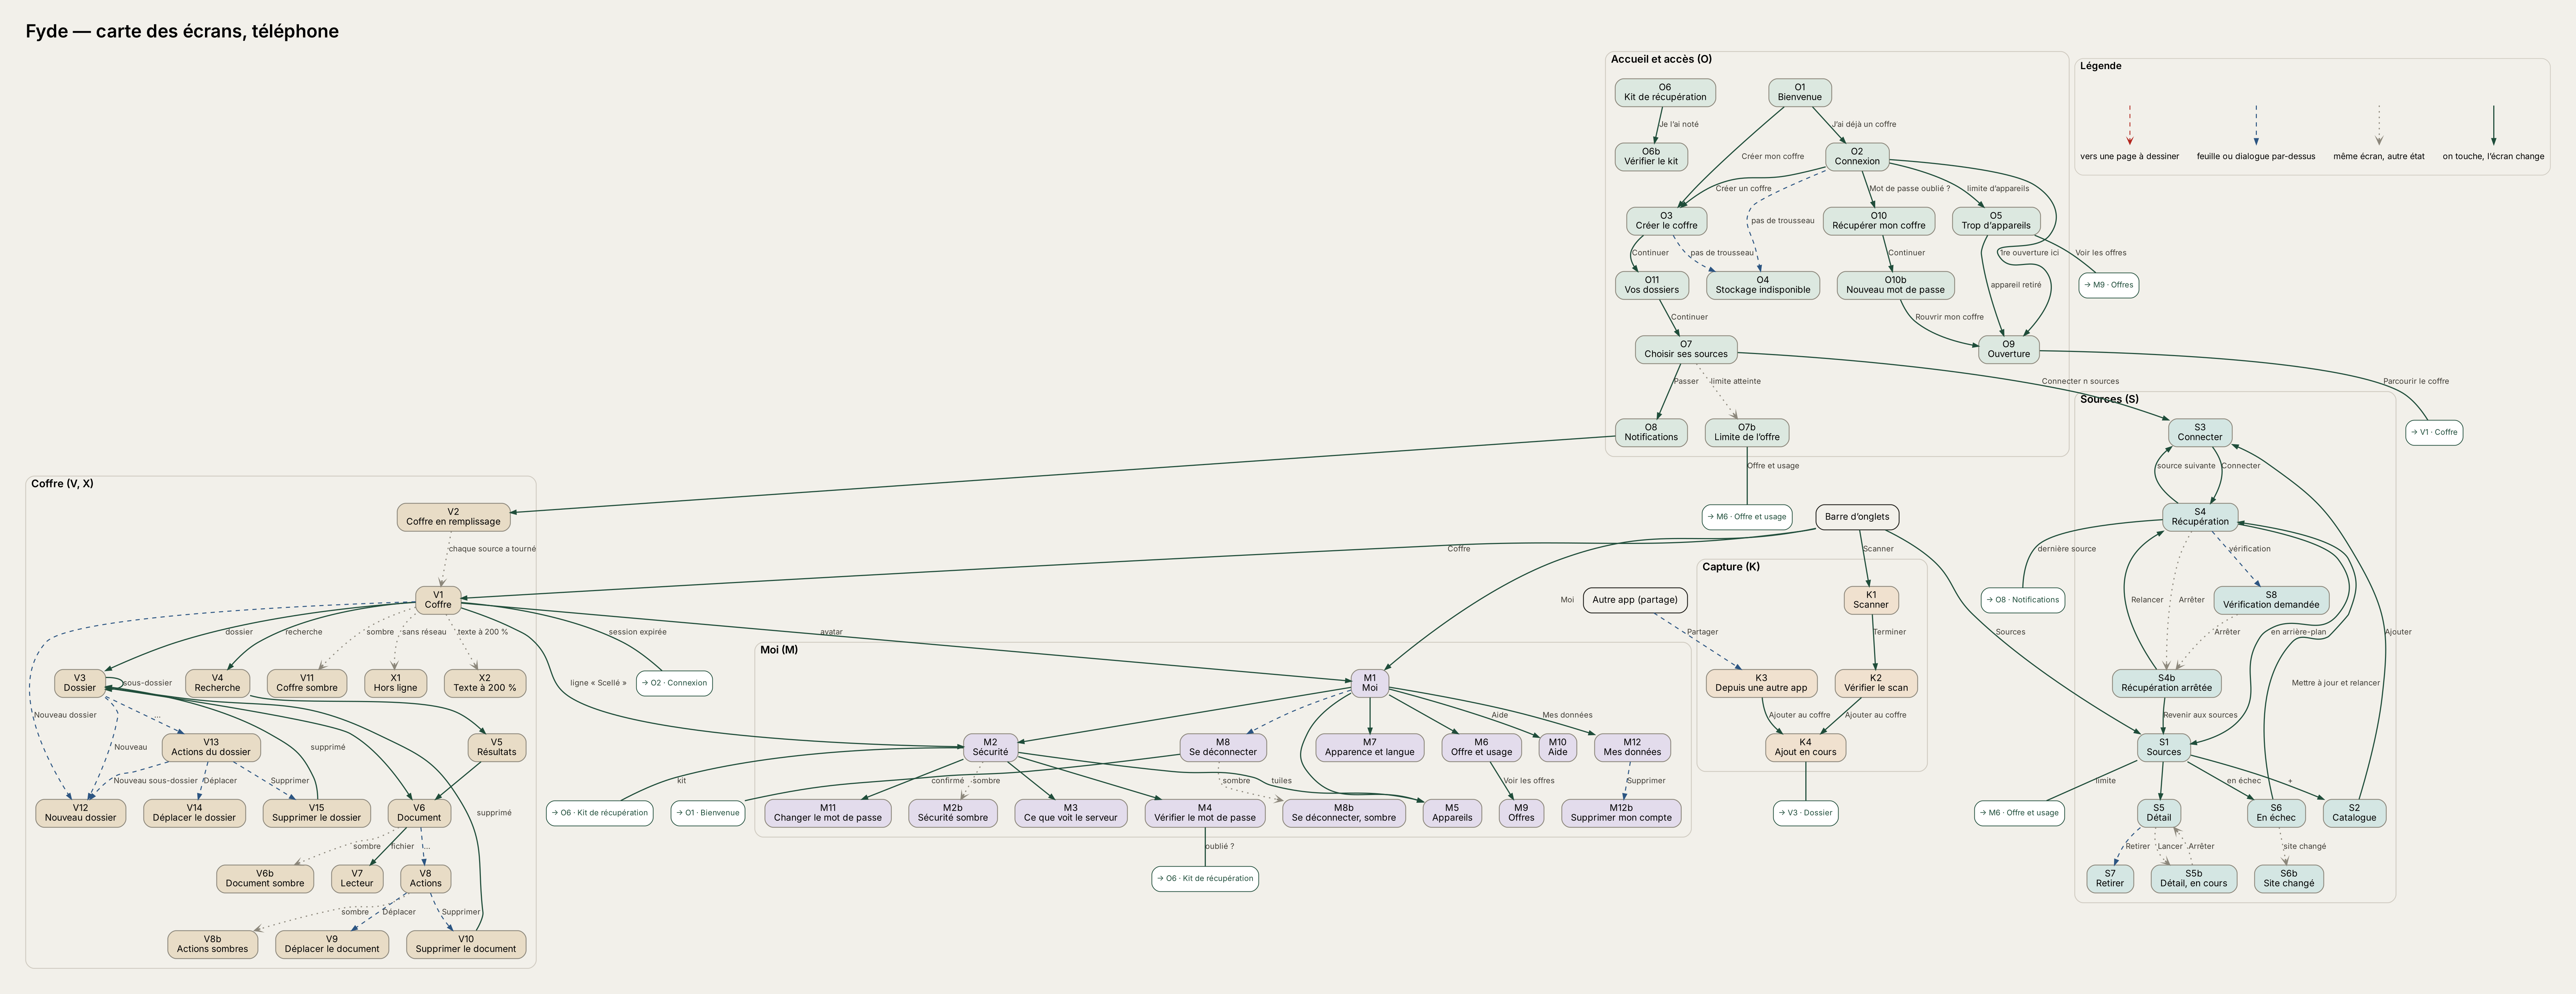 Fyde — carte des écrans, téléphone
Accueil et accès (O)
O6
Kit de récupération
O1
Bienvenue
Je l'ai noté
J'ai déjà un coffre
O6b
Vérifier le kit
Créer mon coffre
O2
Connexion
Créer un coffre
Mot de passe oublié ?
limite d'appareils
O3
Créer le coffre
pas de trousseau
O10
Récupérer mon coffre
O5
Trop d'appareils
Continuer
pas de trousseau
Continuer
1re ouverture ici
Voir les offres
O11
Vos dossiers
O4
Stockage indisponible
O10b
Nouveau mot de passe
appareil retiré
→ M9 · Offres
Continuer
Rouvrir mon coffre
O7
Choisir ses sources
O9
Ouverture
Passer
limite atteinte
Connecter n sources
Parcourir le coffre
O8
Notifications
O7b
Limite de l'offre
→ V1 · Coffre
Offre et usage
→ M6 · Offre et usage
Légende
vers une page à dessiner
feuille ou dialogue par-dessus
même écran, autre état
on touche, l'écran change
Sources (S)
S3
Connecter
source suivante
Connecter
S4
Récupération
dernière source
vérification
→ O8 · Notifications
S8
Vérification demandée
Relancer
Arrêter
Arrêter
en arrière-plan
Ajouter
S4b
Récupération arrêtée
Mettre à jour et relancer
Revenir aux sources
S1
Sources
limite
en échec
+
→ M6 · Offre et usage
S5
Détail
S6
En échec
S2
Catalogue
Retirer
Lancer
Arrêter
site changé
S7
Retirer
S5b
Détail, en cours
S6b
Site changé
Barre d'onglets
Coffre
Scanner
Moi
Sources
Autre app (partage)
Partager
Capture (K)
K1
Scanner
Terminer
K3
Depuis une autre app
K2
Vérifier le scan
Ajouter au coffre
Ajouter au coffre
K4
Ajout en cours
→ V3 · Dossier
Coffre (V, X)
V2
Coffre en remplissage
chaque source a tourné
V1
Coffre
dossier
recherche
sombre
sans réseau
texte à 200 %
session expirée
avatar
V3
Dossier
sous-dossier
V4
Recherche
V11
Coffre sombre
X1
Hors ligne
X2
Texte à 200 %
ligne « Scellé »
→ O2 · Connexion
Nouveau dossier
...
Nouveau
V13
Actions du dossier
supprimé
V5
Résultats
Nouveau sous-dossier
Déplacer
Supprimer
V12
Nouveau dossier
V14
Déplacer le dossier
V15
Supprimer le dossier
V6
Document
supprimé
sombre
fichier
...
V6b
Document sombre
V7
Lecteur
V8
Actions
sombre
Déplacer
Supprimer
V8b
Actions sombres
V9
Déplacer le document
V10
Supprimer le document
Moi (M)
M1
Moi
Aide
Mes données
M2
Sécurité
M8
Se déconnecter
M7
Apparence et langue
M6
Offre et usage
M10
Aide
M12
Mes données
kit
confirmé
sombre
sombre
tuiles
Voir les offres
Supprimer
→ O6 · Kit de récupération
→ O1 · Bienvenue
M11
Changer le mot de passe
M2b
Sécurité sombre
M3
Ce que voit le serveur
M4
Vérifier le mot de passe
M8b
Se déconnecter, sombre
M5
Appareils
M9
Offres
M12b
Supprimer mon compte
oublié ?
→ O6 · Kit de récupération